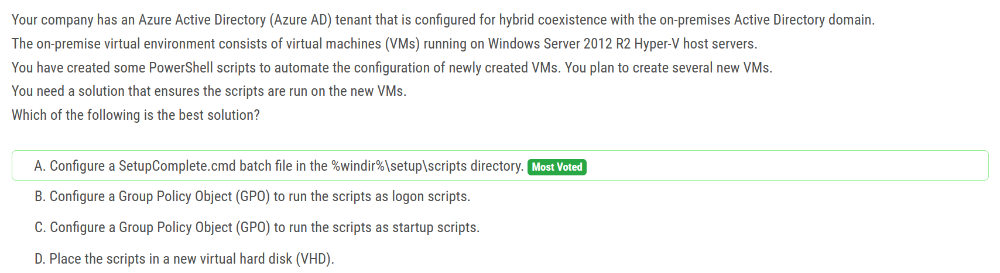 Your company has an Azure Active Directory (Azure AD) tenant that is configured for hybrid coexistence with the on-premises Active Directory domain.
The on-premise virtual environment consists of virtual machines (VMs) running on Windows Server 2012 R2 Hyper-V host servers.
You have created some PowerShell scripts to automate the configuration of newly created VMs. You plan to create several new VMs.
You need a solution that ensures the scripts are run on the new VMs.
Which of the following is the best solution?
A. Configure a SetupComplete.cmd batch file in the %windir%\setup\scripts directory. Most Voted
B. Configure a Group Policy Object (GPO) to run the scripts as logon scripts.
C. Configure a Group Policy Object (GPO) to run the scripts as startup scripts.
D. Place the scripts in a new virtual hard disk (VHD).